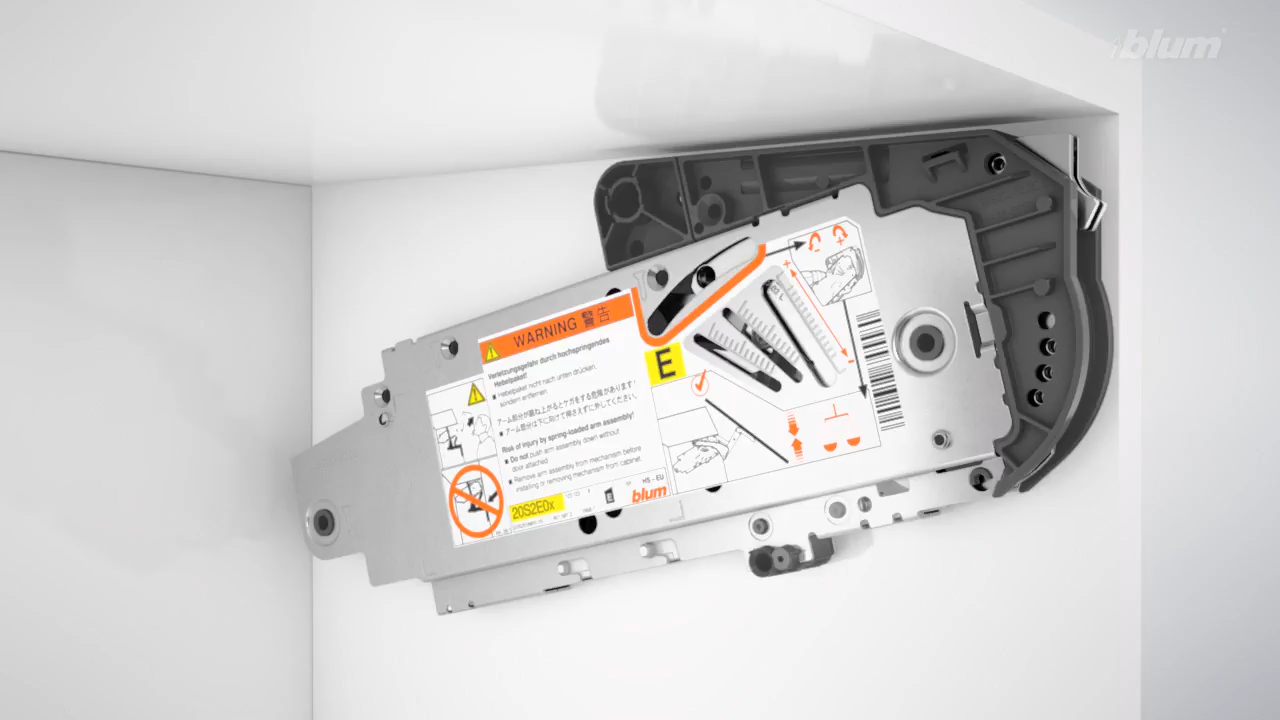 blum
WARNING 警告
Verletzungsgefahr durch hochspringendes
Hebelpaket!
■ Hebelpaket nicht nach unten drücken,
sondern entfernen.
アーム部分が跳ね上がるとケガをする危険があります!
■ アーム部分は下に向けて押さえずに外してください。
Risk of injury by spring-loaded arm assembly!
■ Do not push arm assembly down without
door attached
■ Remove arm assembly from mechanism before
installing or removing mechanism from cabinet.
20S2E0x
E
HS - EU
blum
E
- +
+
-